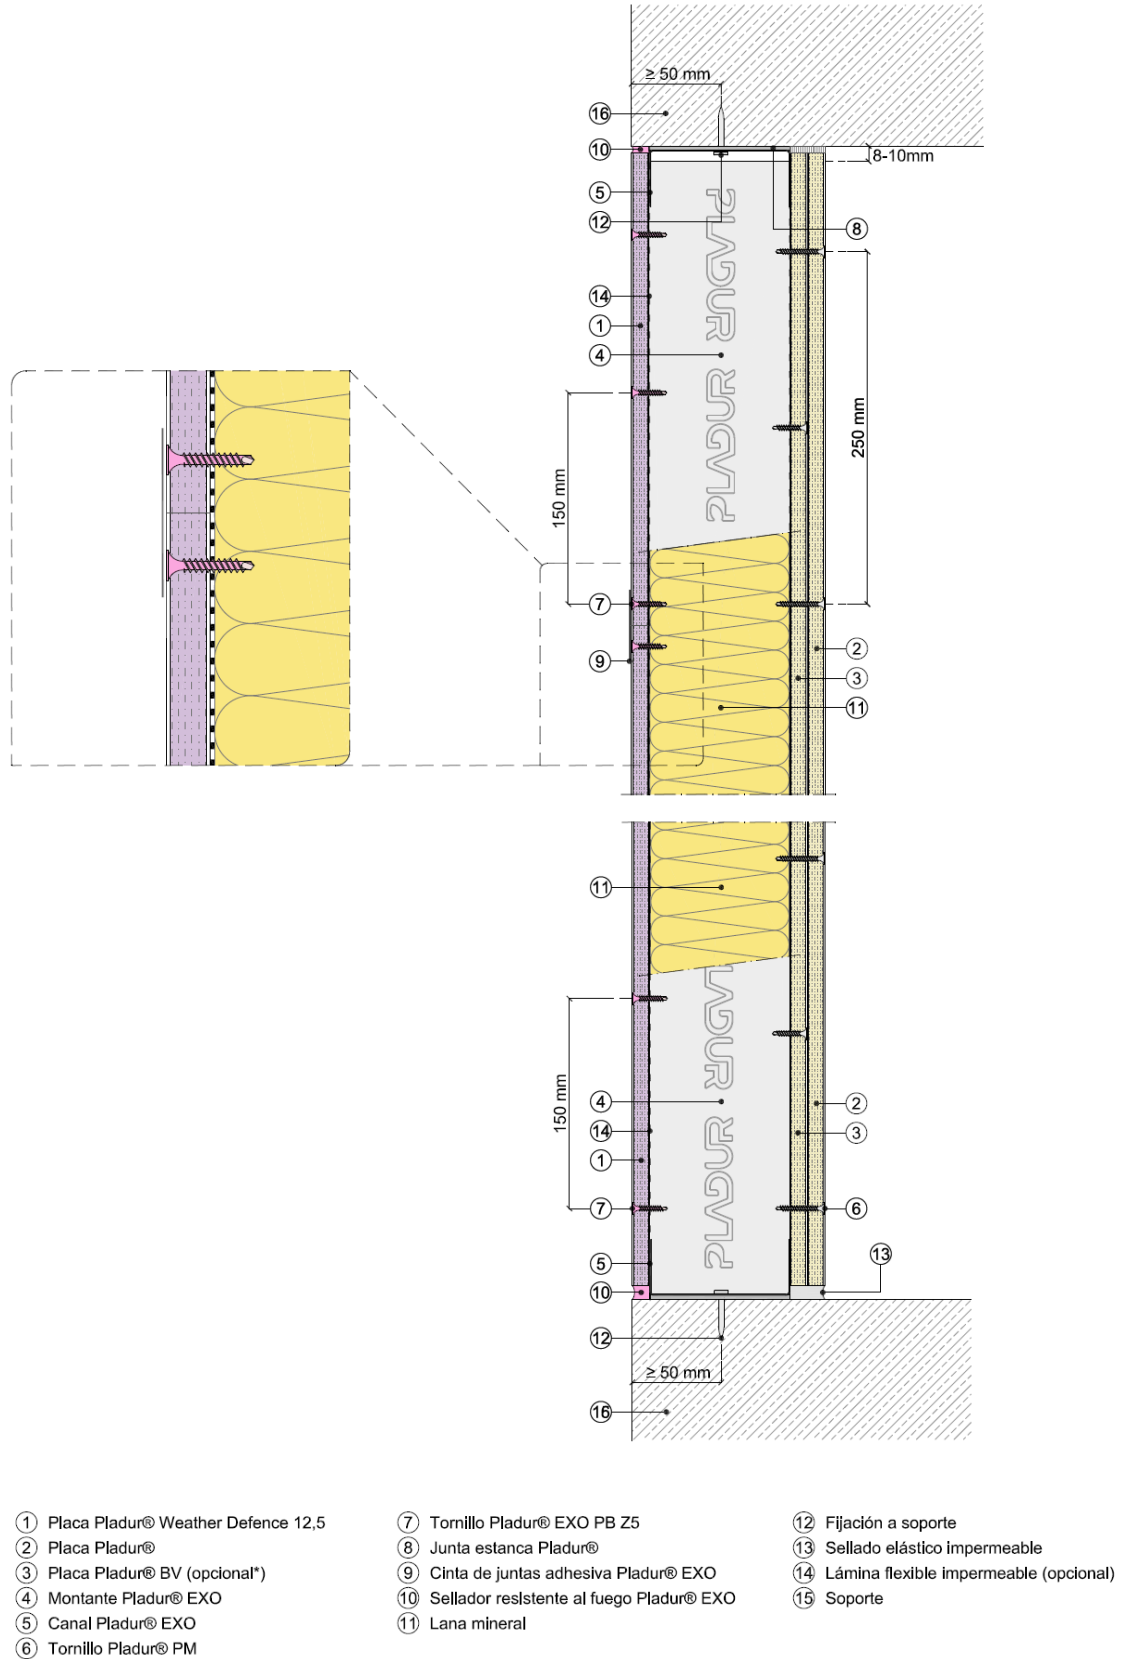 ≥ 50 mm
16
10
8-10mm
5
PLADUR PLADUR
12
8
14
1
4
250 mm
150 mm
7
2
9
3
11
11
PLADUR PLADUR
150 mm
4
2
14
3
1
7
6
13
5
10
12
≥ 50 mm
16
1 Placa Pladur® Weather Defence 12,5
2 Placa Pladur®
3 Placa Pladur® BV (opcional*)
4 Montante Pladur® EXO
5 Canal Pladur® EXO
6 Tornillo Pladur® PM
7 Tornillo Pladur® EXO PB Z5
8 Junta estanca Pladur®
9 Cinta de juntas adhesiva Pladur® EXO
10 Sellador resIstente al fuego Pladur® EXO
11 Lana mineral
12 Fijación a soporte
13 Sellado elástico impermeable
14 Lámina flexible impermeable (opcional)
15 Soporte